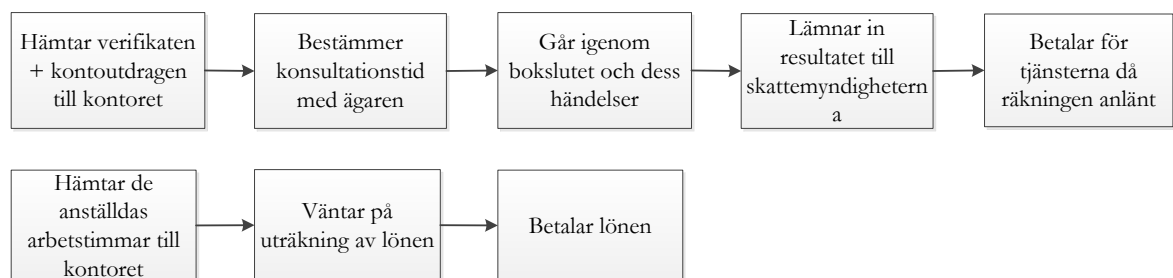 Hämtar verifikaten
+ kontoutdragen
till kontoret
Bestämmer
konsultationstid
med ägaren
Går igenom
bokslutet och dess
händelser
Lämnar in
resultatet till
skattemyndighetern
a
Betalar för
tjänsterna då
räkningen anlänt
Hämtar de
anställdas
arbetstimmar till
kontoret
Väntar på
uträkning av lönen
Betalar lönen